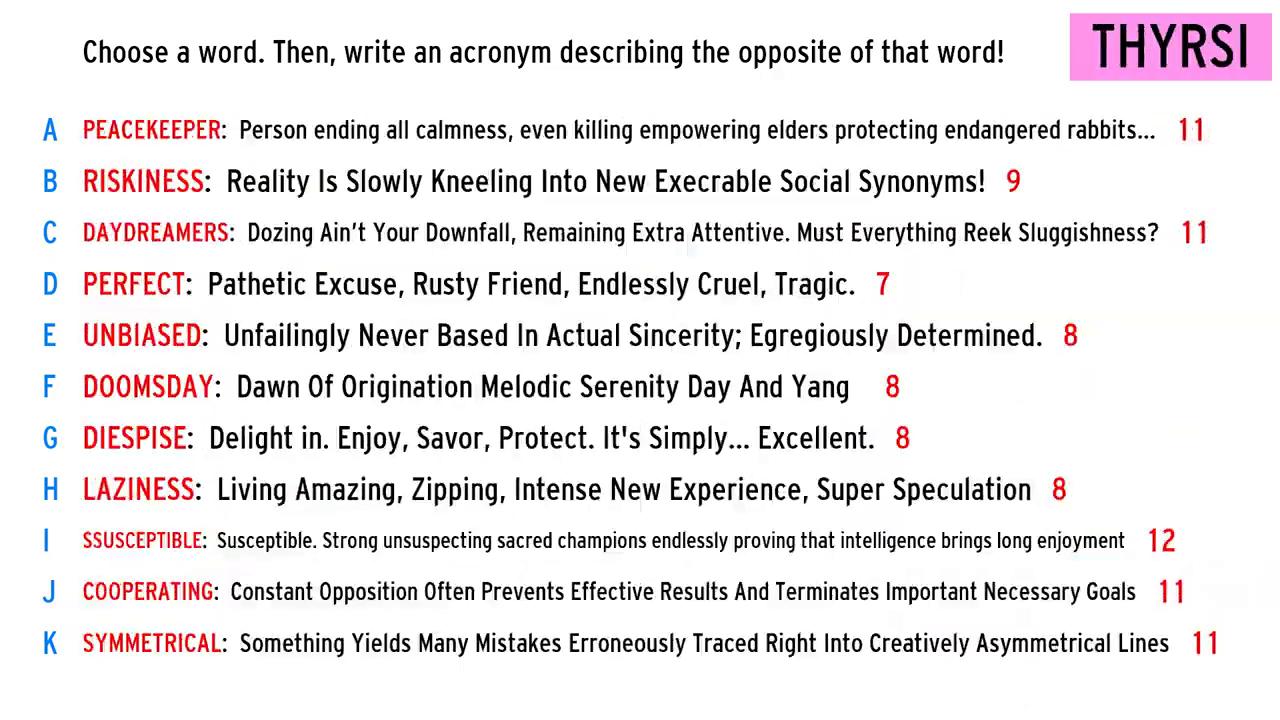 Choose a word. Then, write an acronym describing the opposite of that word!
THYRSI
A PEACEKEEPER: Person ending all calmness, even killing empowering elders protecting endangered rabbits... 11
B RISKINESS: Reality Is Slowly Kneeling Into New Execrable Social Synonyms! 9
C DAYDREAMERS: Dozing Ain't Your Downfall, Remaining Extra Attentive. Must Everything Reek Sluggishness? 11
D PERFECT: Pathetic Excuse, Rusty Friend, Endlessly Cruel, Tragic. 7
E UNBIASED: Unfailingly Never Based In Actual Sincerity; Egregiously Determined. 8
F DOOMSDAY: Dawn Of Origination Melodic Serenity Day And Yang 8
G DIESPISE: Delight in. Enjoy, Savor, Protect. It's Simply... Excellent. 8
H LAZINESS: Living Amazing, Zipping, Intense New Experience, Super Speculation 8
I SSUSCEPTIBLE: Susceptible. Strong unsuspecting sacred champions endlessly proving that intelligence brings long enjoyment 12
J COOPERATING: Constant Opposition Often Prevents Effective Results And Terminates Important Necessary Goals 11
K SYMMETRICAL: Something Yields Many Mistakes Erroneously Traced Right Into Creatively Asymmetrical Lines 11